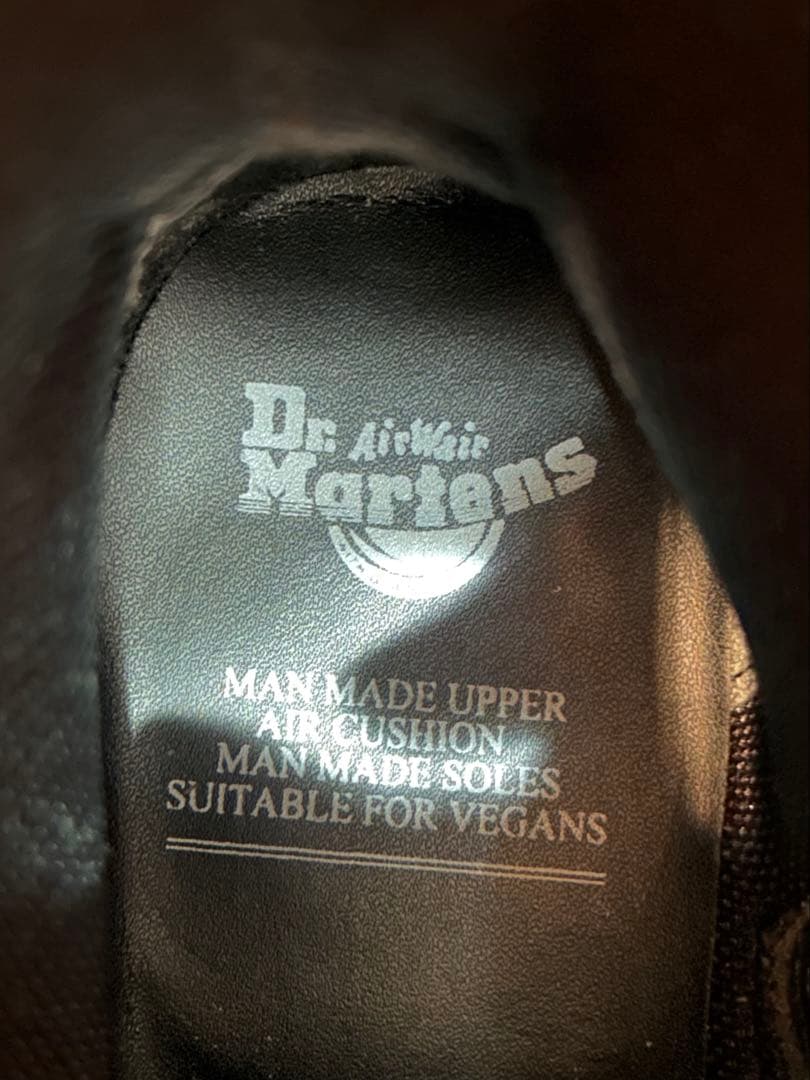 Dr. AirWair
Martens
MAN MADE UPPER
AIR CUSHION
MAN MADE SOLES
SUITABLE FOR VEGANS